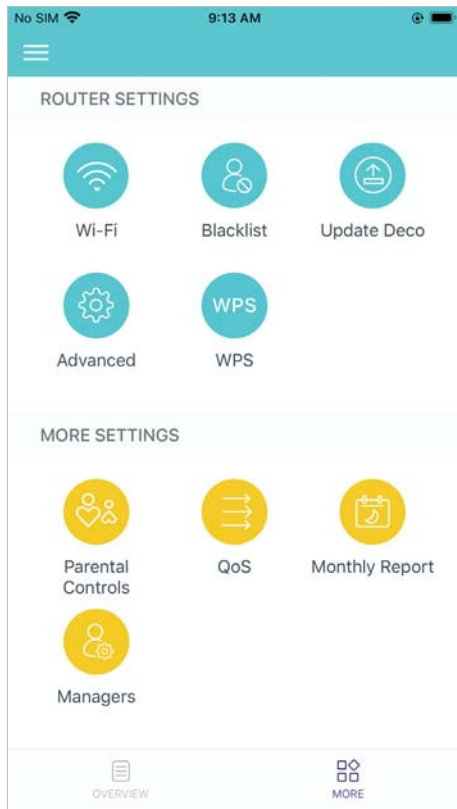 No SIM 9:13 AM
ROUTER SETTINGS
Wi-Fi Blacklist Update Deco
WPS
Advanced WPS
MORE SETTINGS
Parental Controls QoS Monthly Report
Managers
OVERVIEW MORE